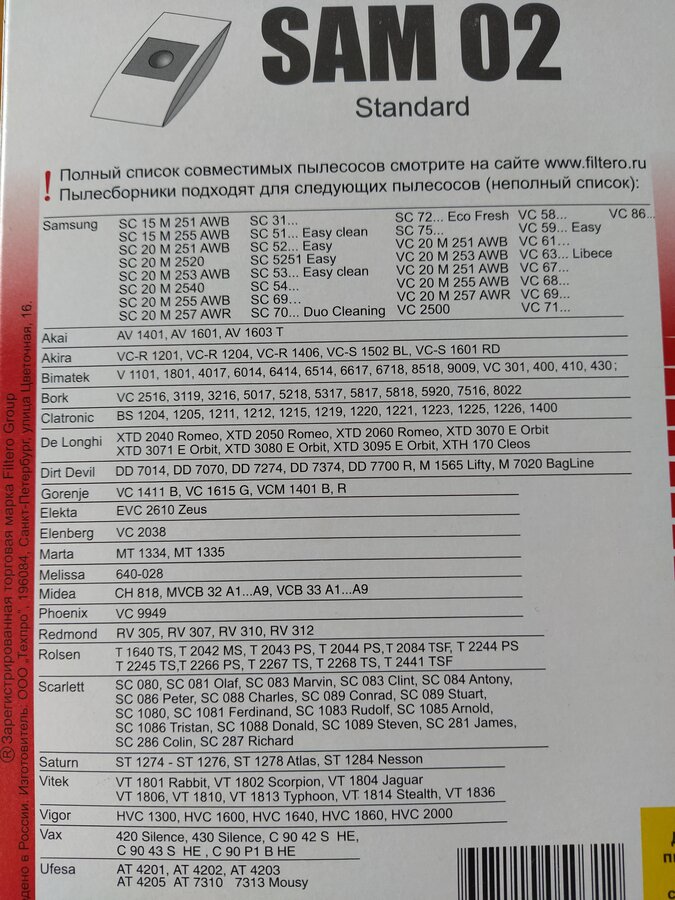 SAM 02
Standard
! Полный список совместимых пылесосов смотрите на сайте www.filtero.ru
Пылесборники подходят для следующих пылесосов (неполный список):
Samsung
SC 15 M 251 AWB
SC 15 M 255 AWB
SC 20 M 251 AWB
SC 20 M 2520
SC 20 M 253 AWB
SC 20 M 2540
SC 20 M 255 AWB
SC 20 M 257 AWR
SC 31...
SC 51... Easy clean
SC 52... Easy
SC 5251 Easy
SC 53... Easy clean
SC 54...
SC 69...
SC 70... Duo Cleaning
SC 72... Eco Fresh
SC 75...
VC 20 M 251 AWB
VC 20 M 253 AWB
VC 20 M 251 AWB
VC 20 M 255 AWB
VC 20 M 257 AWR
VC 2500
VC 58...
VC 59... Easy
VC 61...
VC 63... Libece
VC 67...
VC 68...
VC 69...
VC 71...
VC 86...
Akai AV 1401, AV 1601, AV 1603 T
Akira VC-R 1201, VC-R 1204, VC-R 1406, VC-S 1502 BL, VC-S 1601 RD
Bimatek V 1101, 1801, 4017, 6014, 6414, 6514, 6617, 6718, 8518, 9009, VC 301, 400, 410, 430;
Bork VC 2516, 3119, 3216, 5017, 5218, 5317, 5817, 5818, 5920, 7516, 8022
Clatronic BS 1204, 1205, 1211, 1212, 1215, 1219, 1220, 1221, 1223, 1225, 1226, 1400
De Longhi XTD 2040 Romeo, XTD 2050 Romeo, XTD 2060 Romeo, XTD 3070 E Orbit
XTD 3071 E Orbit, XTD 3080 E Orbit, XTD 3095 E Orbit, XTH 170 Cleos
Dirt Devil DD 7014, DD 7070, DD 7274, DD 7374, DD 7700 R, M 1565 Lifty, M 7020 BagLine
Gorenje VC 1411 B, VC 1615 G, VCM 1401 B, R
Elekta EVC 2610 Zeus
Elenberg VC 2038
Marta MT 1334, MT 1335
Melissa 640-028
Midea CH 818, MVCB 32 A1...A9, VCB 33 A1...A9
Phoenix VC 9949
Redmond RV 305, RV 307, RV 310, RV 312
Rolsen T 1640 TS, T 2042 MS, T 2043 PS, T 2044 PS,T 2084 TSF, T 2244 PS
T 2245 TS,T 2266 PS, T 2267 TS, T 2268 TS, T 2441 TSF
Scarlett SC 080, SC 081 Olaf, SC 083 Marvin, SC 083 Clint, SC 084 Antony,
SC 086 Peter, SC 088 Charles, SC 089 Conrad, SC 089 Stuart,
SC 1080, SC 1081 Ferdinand, SC 1083 Rudolf, SC 1085 Arnold,
SC 1086 Tristan, SC 1088 Donald, SC 1089 Steven, SC 281 James,
SC 286 Colin, SC 287 Richard
Saturn ST 1274 - ST 1276, ST 1278 Atlas, ST 1284 Nesson
Vitek VT 1801 Rabbit, VT 1802 Scorpion, VT 1804 Jaguar
VT 1806, VT 1810, VT 1813 Typhoon, VT 1814 Stealth, VT 1836
Vigor HVC 1300, HVC 1600, HVC 1640, HVC 1860, HVC 2000
Vax 420 Silence, 430 Silence, C 90 42 S HE,
C 90 43 S HE , C 90 P1 B HE
Ufesa AT 4201, AT 4202, AT 4203
AT 4205 AT 7310 7313 Mousy
® Зарегистрированная торговая марка Filtero Group
дено в России. Изготовитель: ООО „Техпро", 196084, Санкт-Петербург, улица Цветочная, 16.